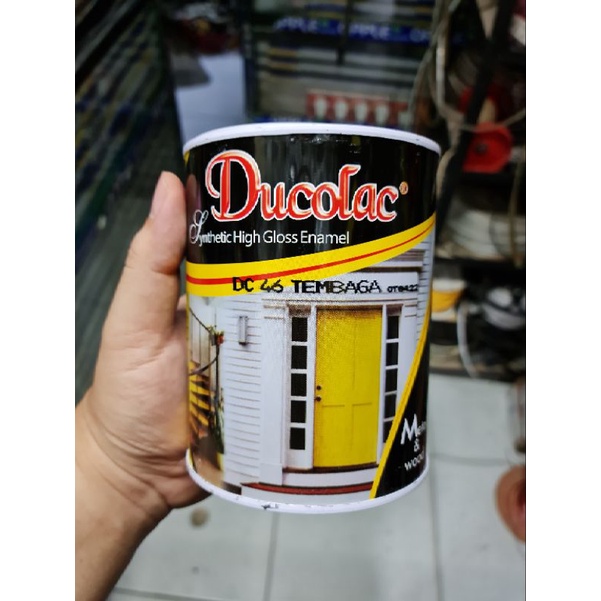 Ducolac®
Synthetic High Gloss Enamel
DC 46 TEMBAGA
&